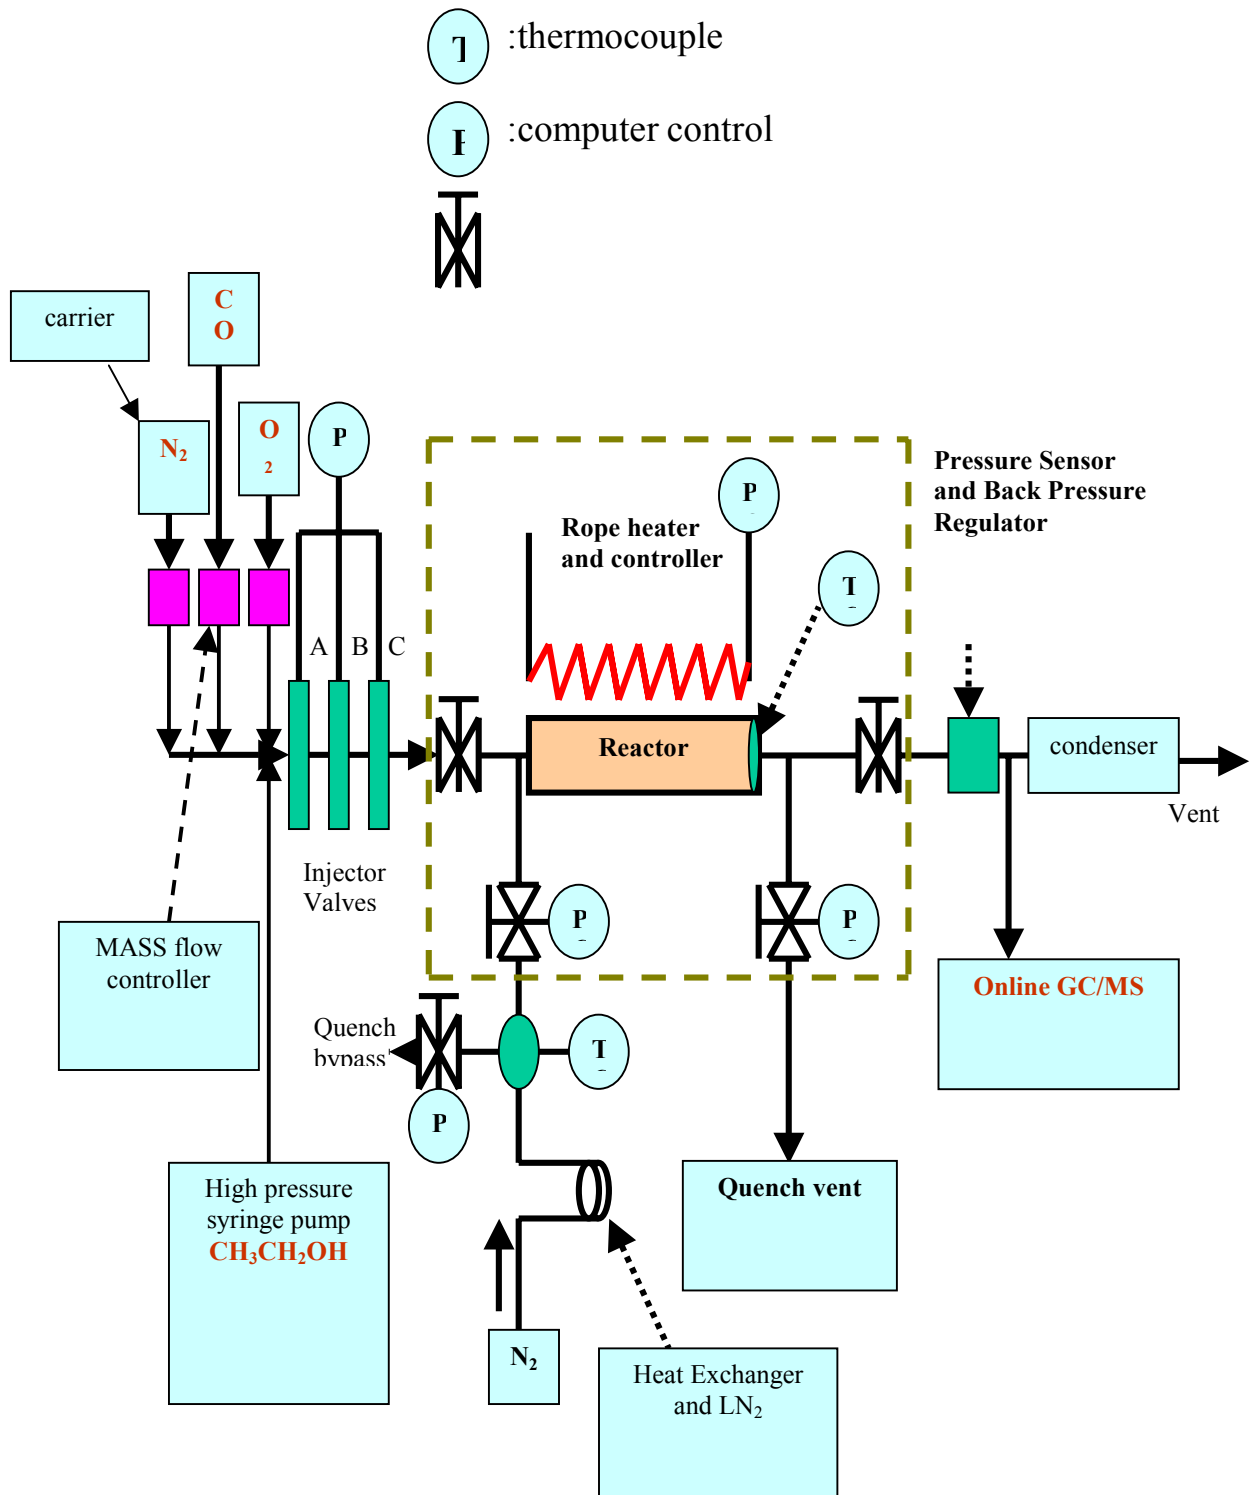 T :thermocouple
:computer control
carrier
C
O
N₂
O
2
P
P
Rope heater
and controller
T
Pressure Sensor
and Back Pressure
Regulator
A B C
Reactor
condenser
Vent
Injector
Valves
P
P
MASS flow
controller
Online GC/MS
Quench
bypass
T
P
High pressure
syringe pump
CH₃CH₂OH
Quench vent
N₂
Heat Exchanger
and LN₂